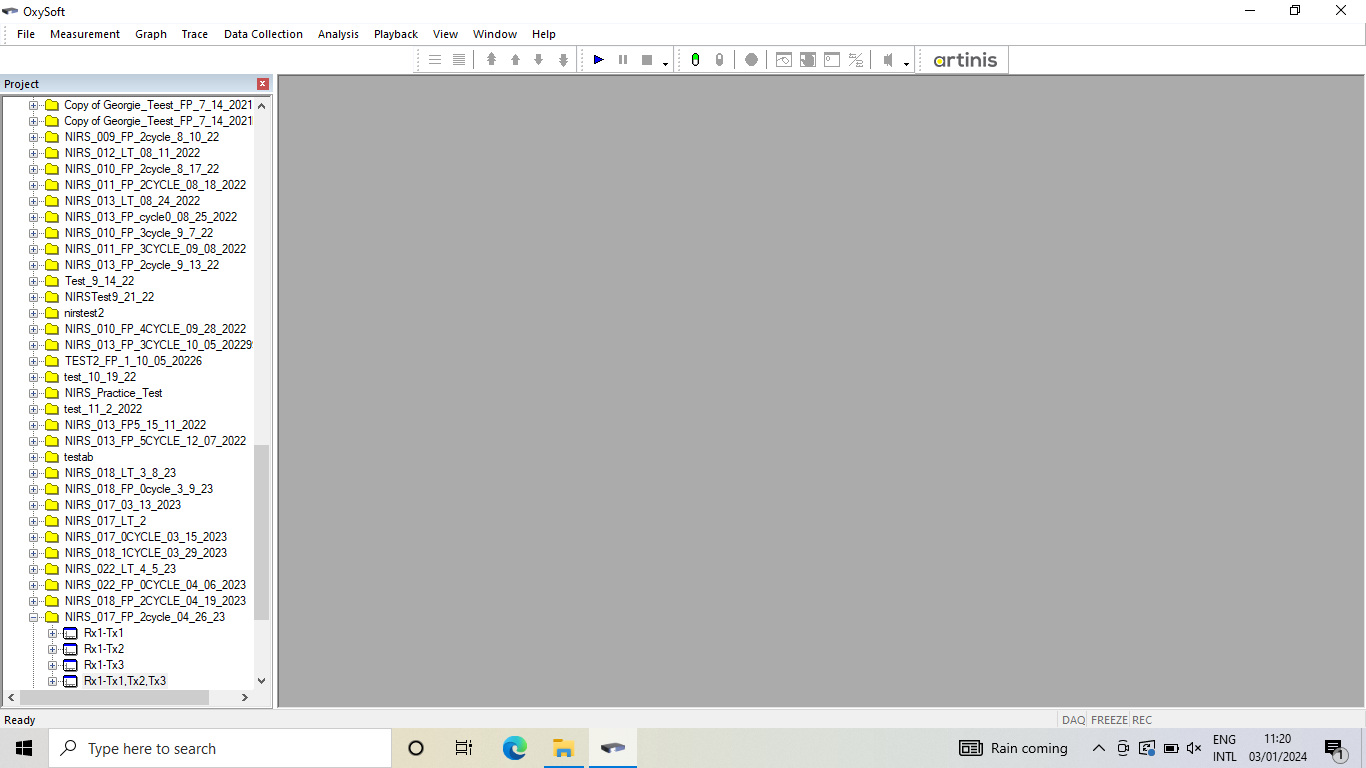 OxySoft
File Measurement Graph Trace Data Collection Analysis Playback View Window Help
artinis
Project
Copy of Georgie_Teest_FP_7_14_2021
Copy of Georgie_Teest_FP_7_14_2021
NIRS_009_FP_2cycle_8_10_22
NIRS_012_LT_08_11_2022
NIRS_010_FP_2cycle_8_17_22
NIRS_011_FP_2CYCLE_08_18_2022
NIRS_013_LT_08_24_2022
NIRS_013_FP_cycle0_08_25_2022
NIRS_010_FP_3cycle_9_7_22
NIRS_011_FP_3CYCLE_09_08_2022
NIRS_013_FP_2cycle_9_13_22
Test_9_14_22
NIRSTest9_21_22
nirstest2
NIRS_010_FP_4CYCLE_09_28_2022
NIRS_013_FP_3CYCLE_10_05_20229
TEST2_FP_1_10_05_20226
test_10_19_22
NIRS_Practice_Test
test_11_2_2022
NIRS_013_FP5_15_11_2022
NIRS_013_FP_5CYCLE_12_07_2022
testab
NIRS_018_LT_3_8_23
NIRS_018_FP_0cycle_3_9_23
NIRS_017_03_13_2023
NIRS_017_LT_2
NIRS_017_0CYCLE_03_15_2023
NIRS_018_1CYCLE_03_29_2023
NIRS_022_LT_4_5_23
NIRS_022_FP_0CYCLE_04_06_2023
NIRS_018_FP_2CYCLE_04_19_2023
NIRS_017_FP_2cycle_04_26_23
Rx1-Tx1
Rx1-Tx2
Rx1-Tx3
Rx1-Tx1,Tx2,Tx3
Ready DAQ FREEZE REC
Type here to search Rain coming ENG INTL 11:20 03/01/2024 1